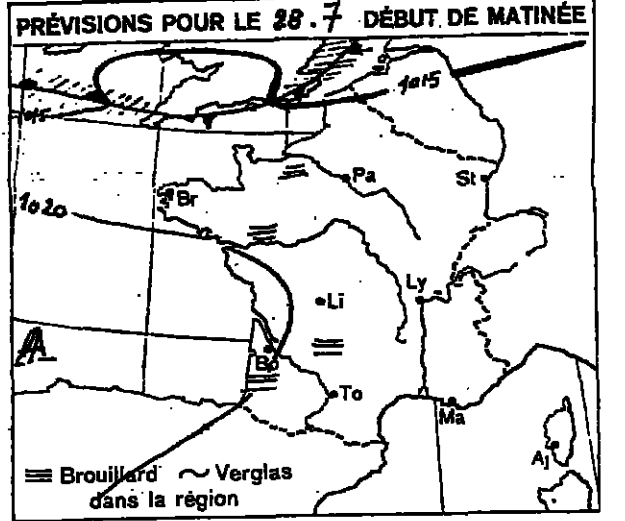 PRÉVISIONS POUR LE 28.7 DÉBUT DE MATINÉE
1015
Pa
St
Br
1020
Ly
Li
A
Bo
To
Ma
Aj
Brouillard Verglas
dans la région